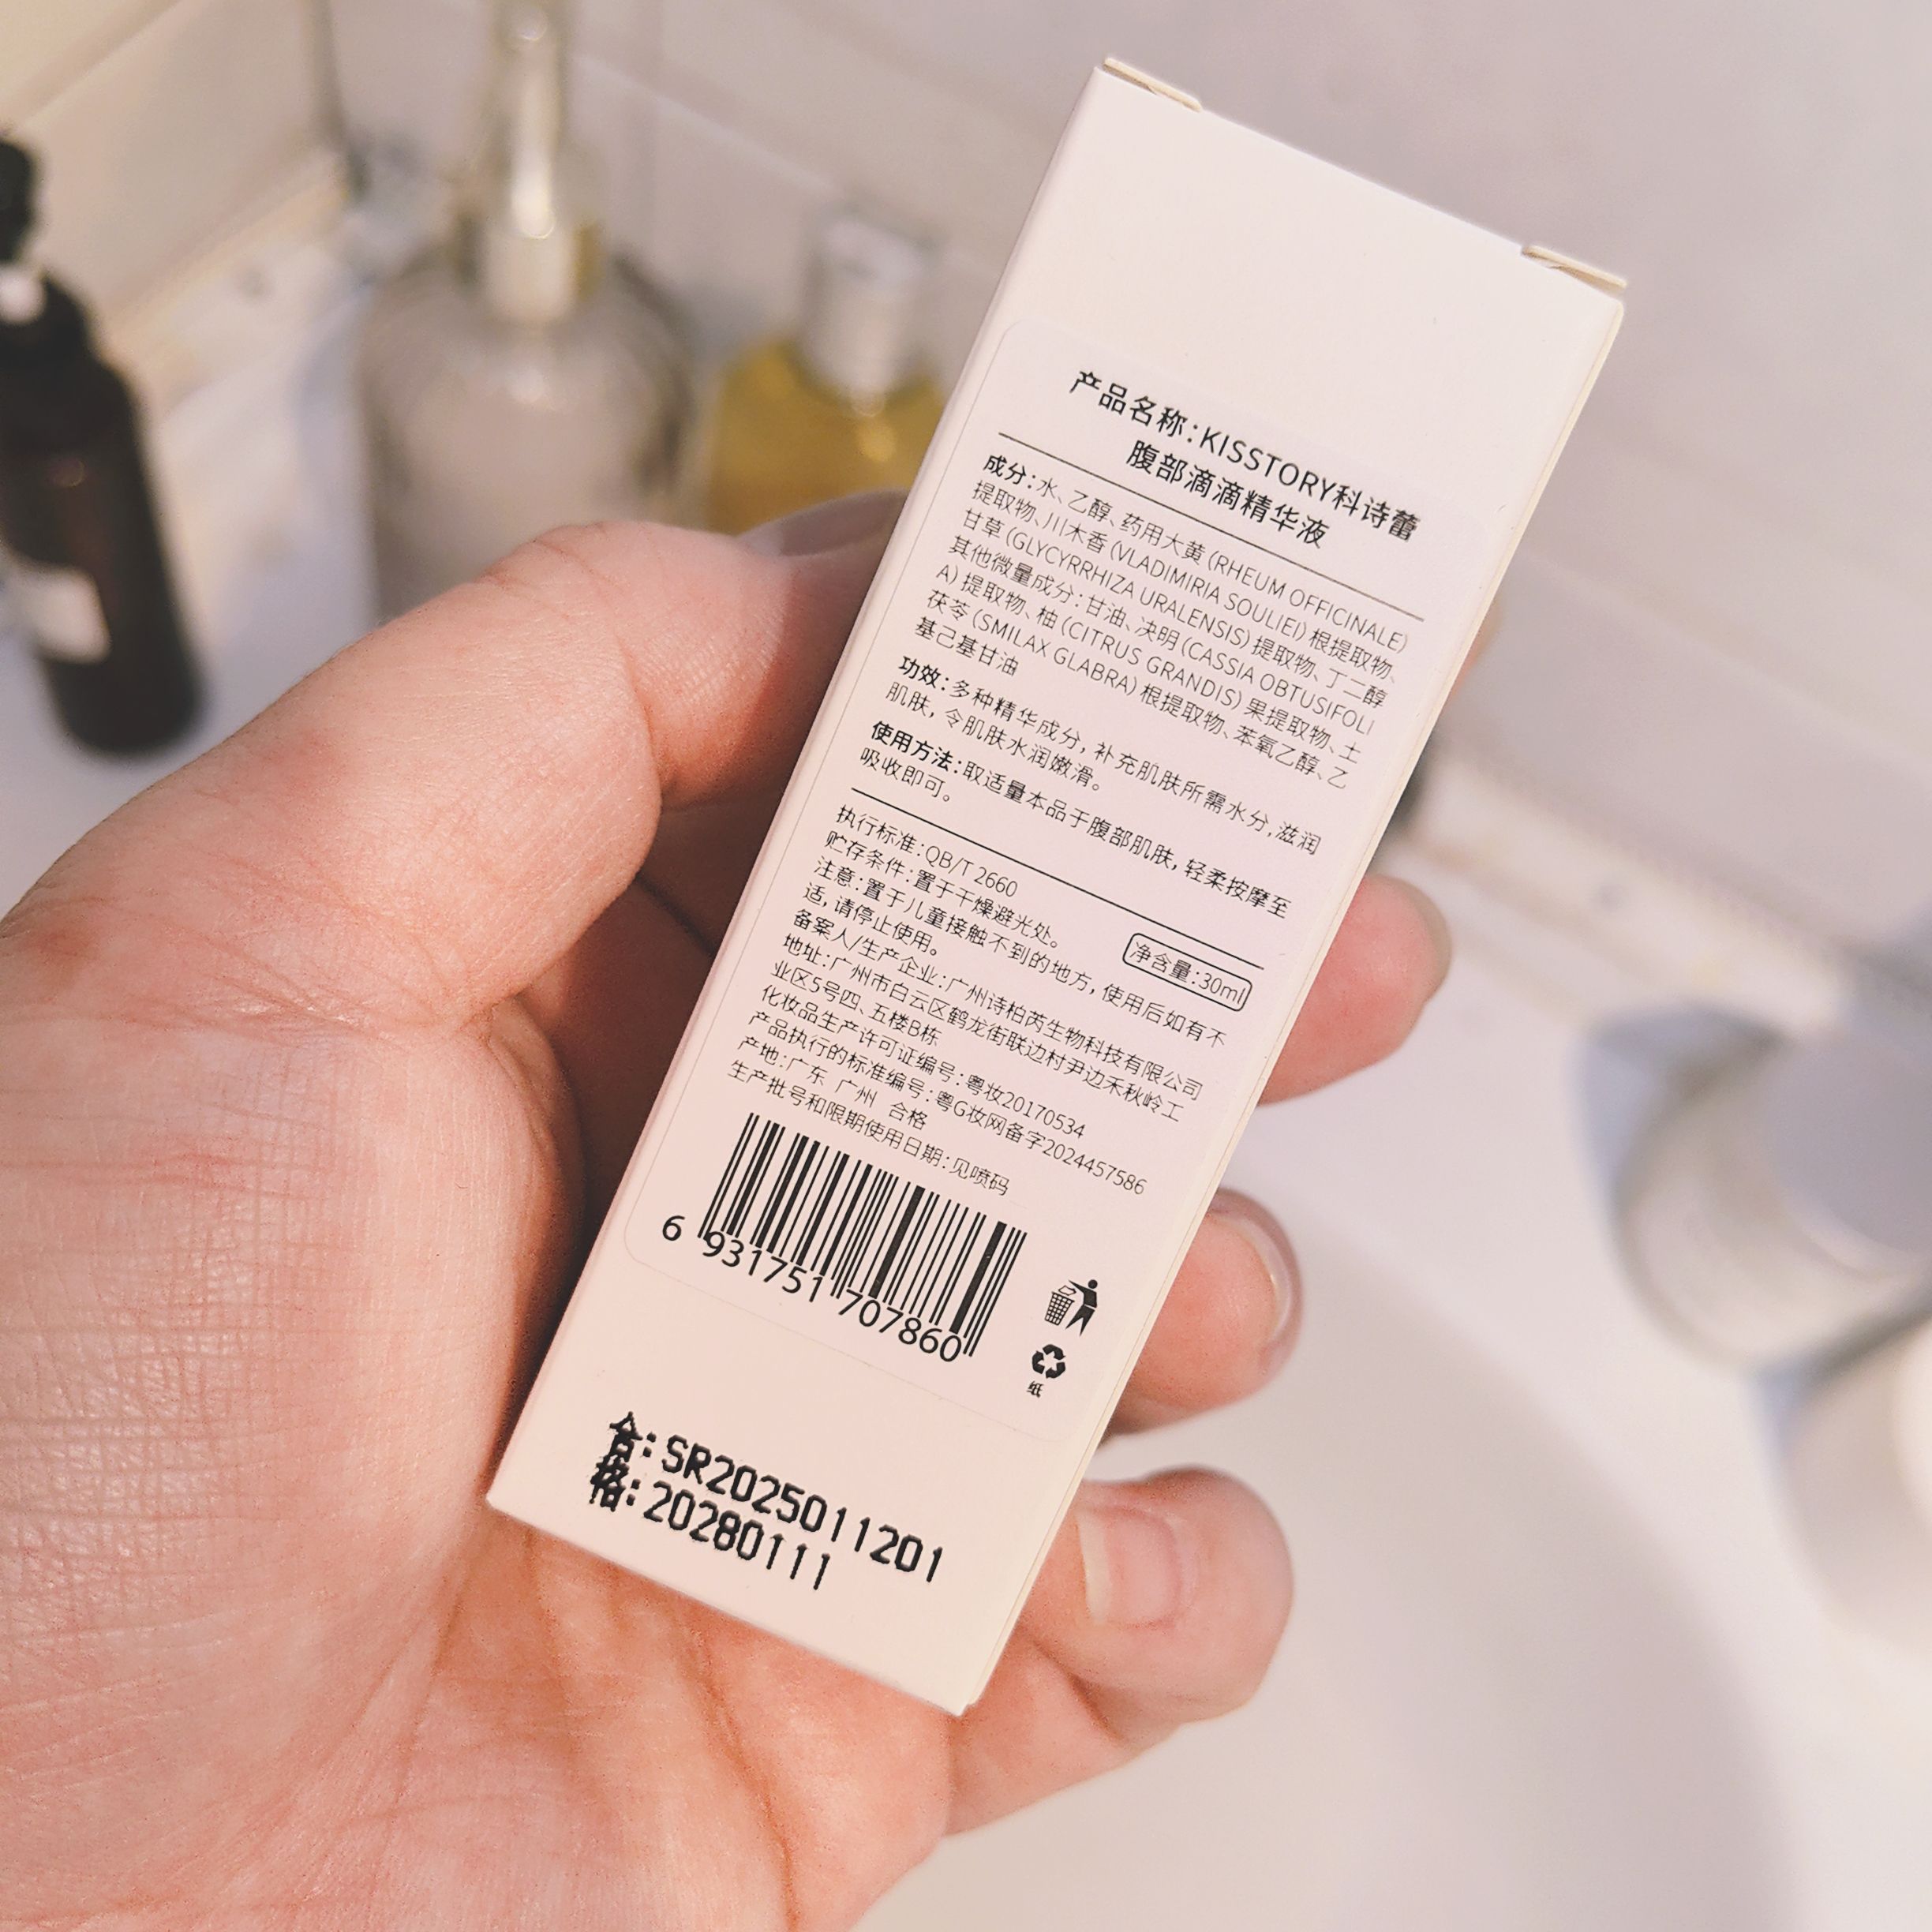 产品名称:KISSTORY科诗蕾
腹部滴滴精华液
成分:水、乙醇、药用大黄(RHEUM OFFICINALE)
提取物、川木香(VLADIMIRIA SOULIEI)根提取物、
甘草(GLYCYRRHIZA URALENSIS)提取物、丁二醇
其他微量成分:甘油、决明(CASSIA OBTUSIFOLI
A)提取物、柚(CITRUS GRANDIS)果提取物、土
茯苓(SMILAX GLABRA)根提取物、苯氧乙醇、乙
基己基甘油
功效:多种精华成分,补充肌肤所需水分,滋润
肌肤,令肌肤水润嫩滑。
使用方法:取适量本品于腹部肌肤,轻柔按摩至
吸收即可。
执行标准:QB/T 2660
贮存条件:置于干燥避光处。
净含量:30ml
注意:置于儿童接触不到的地方,使用后如有不
适,请停止使用。
备案人/生产企业:广州诗柏芮生物科技有限公司
地址:广州市白云区鹤龙街联边村尹边禾秋岭工
业区5号四、五楼B栋
化妆品生产许可证编号:粤妆20170534
产品执行的标准编号:粤G妆网备字2024457586
产地:广东 广州 合格
生产批号和限期使用日期:见喷码
6 931751 707860
纸
合:SR2025011201
格:20280111